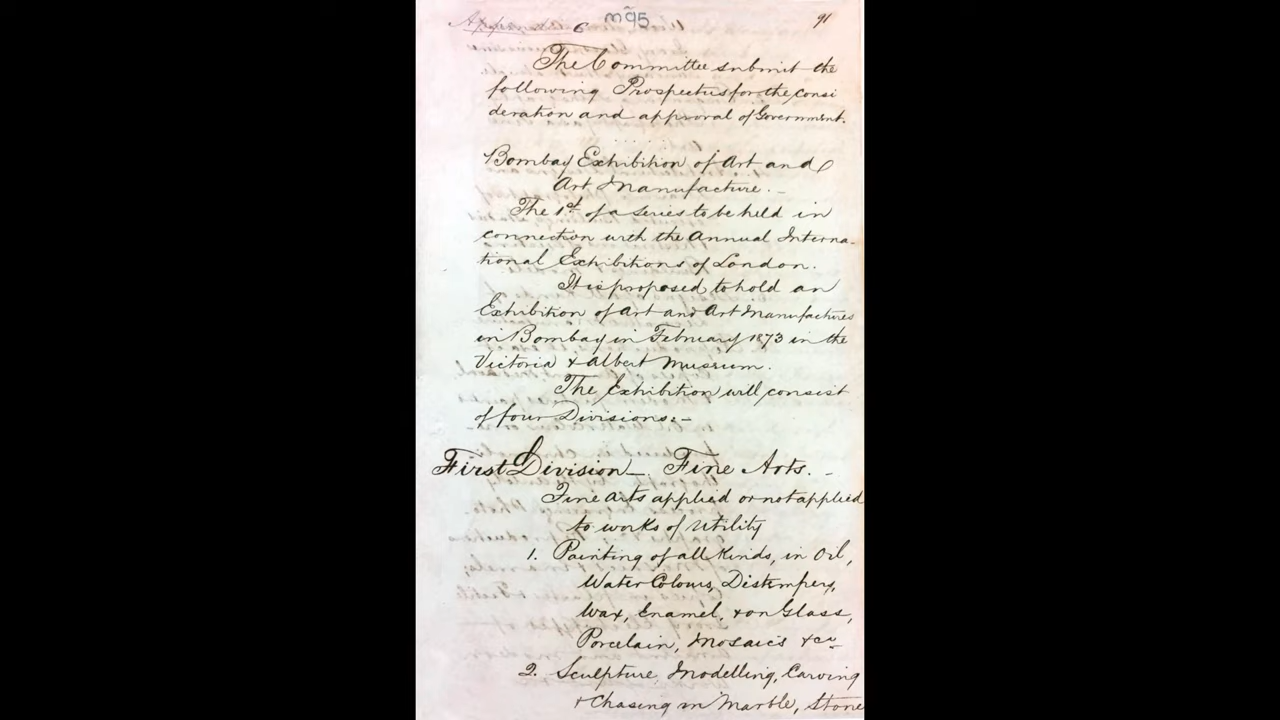 6 nº95 91
The Committee submit the
following Prospectus for the consi
deration and approval of Government.
Bombay Exhibition of Art and
Art Manufacture. -
The 1st of a series to be held in
connection with the Annual Interna-
tional Exhibitions of London.
It is proposed to hold an
Exhibition of Art and Art Manufactures
in Bombay in February 1873 in the
Victoria & Albert Museum.
The Exhibition will consist
of four Divisions:-
First Division - Fine Arts. -
Fine Arts applied or not applied
to works of Utility
1. Painting of all Kinds, in Oil,
Water Colours, Distempers,
Wax, Enamel, & on Glass,
Porcelain, Mosaics &ca
2. Sculpture, Modelling, Carving
& Chasing in Marble, Stone